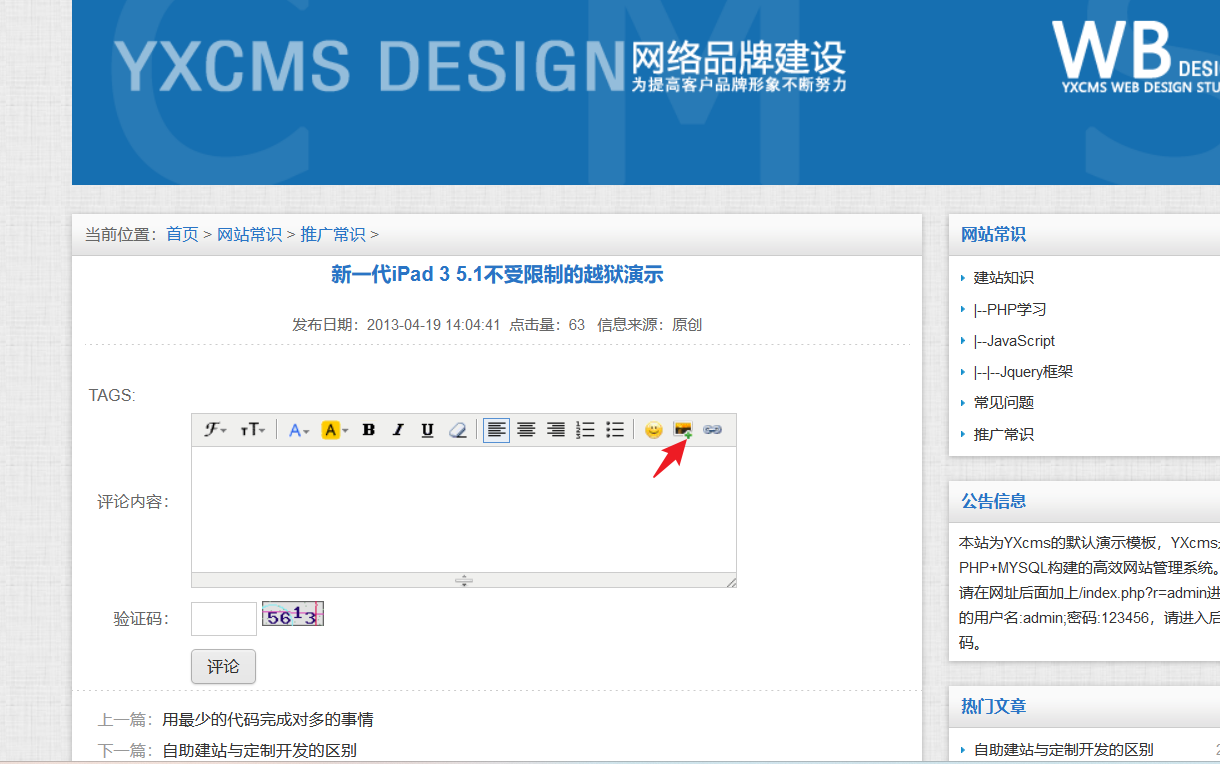 YXCMS DESIGN
网络品牌建设
为提高客户品牌形象不断努力
WB DESI
YXCMS WEB DESIGN STU
当前位置：首页 > 网站常识 > 推广常识 >
新一代iPad 3 5.1不受限制的越狱演示
发布日期：2013-04-19 14:04:41 点击量：63 信息来源：原创
TAGS:
评论内容：
验证码：
5613
评论
上一篇：用最少的代码完成对多的事情
下一篇：自助建站与定制开发的区别
网站常识
建站知识
|--PHP学习
|--JavaScript
|--|--Jquery框架
常见问题
推广常识
公告信息
本站为YXcms的默认演示模板，YXcms
PHP+MYSQL构建的高效网站管理系统。
请在网址后面加上/index.php?r=admin进
的用户名:admin;密码:123456，请进入后
码。
热门文章
自助建站与定制开发的区别